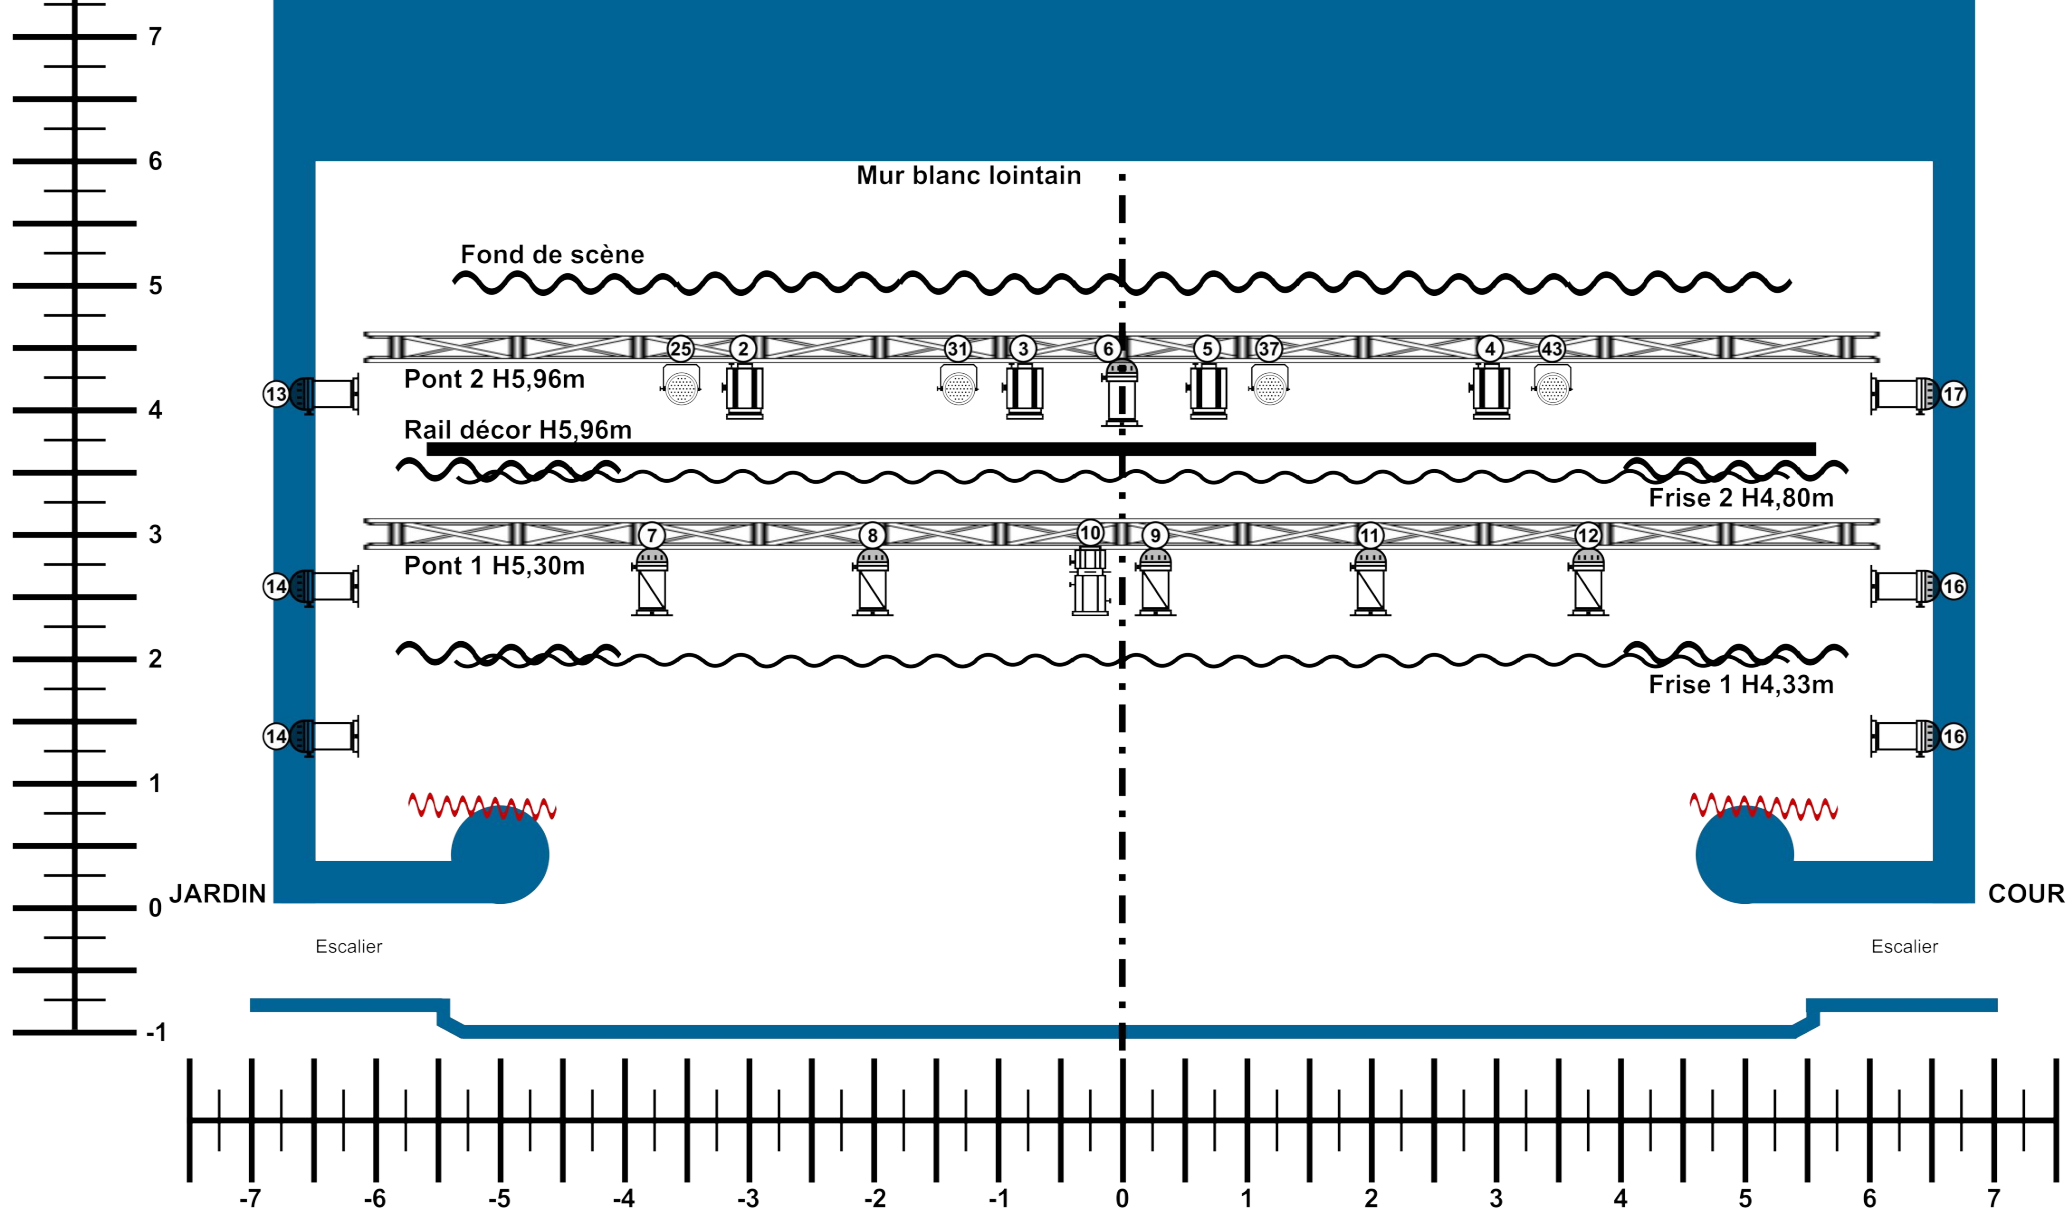 7
6
Mur blanc lointain
Fond de scène
5
25 2 31 3 6 5 37 4 43
Pont 2 H5,96m
13 17
4
Rail décor H5,96m
Frise 2 H4,80m
3
7 8 10 9 11 12
Pont 1 H5,30m
14 16
2
Frise 1 H4,33m
14 16
1
0 JARDIN COUR
Escalier Escalier
-1
-7 -6 -5 -4 -3 -2 -1 0 1 2 3 4 5 6 7